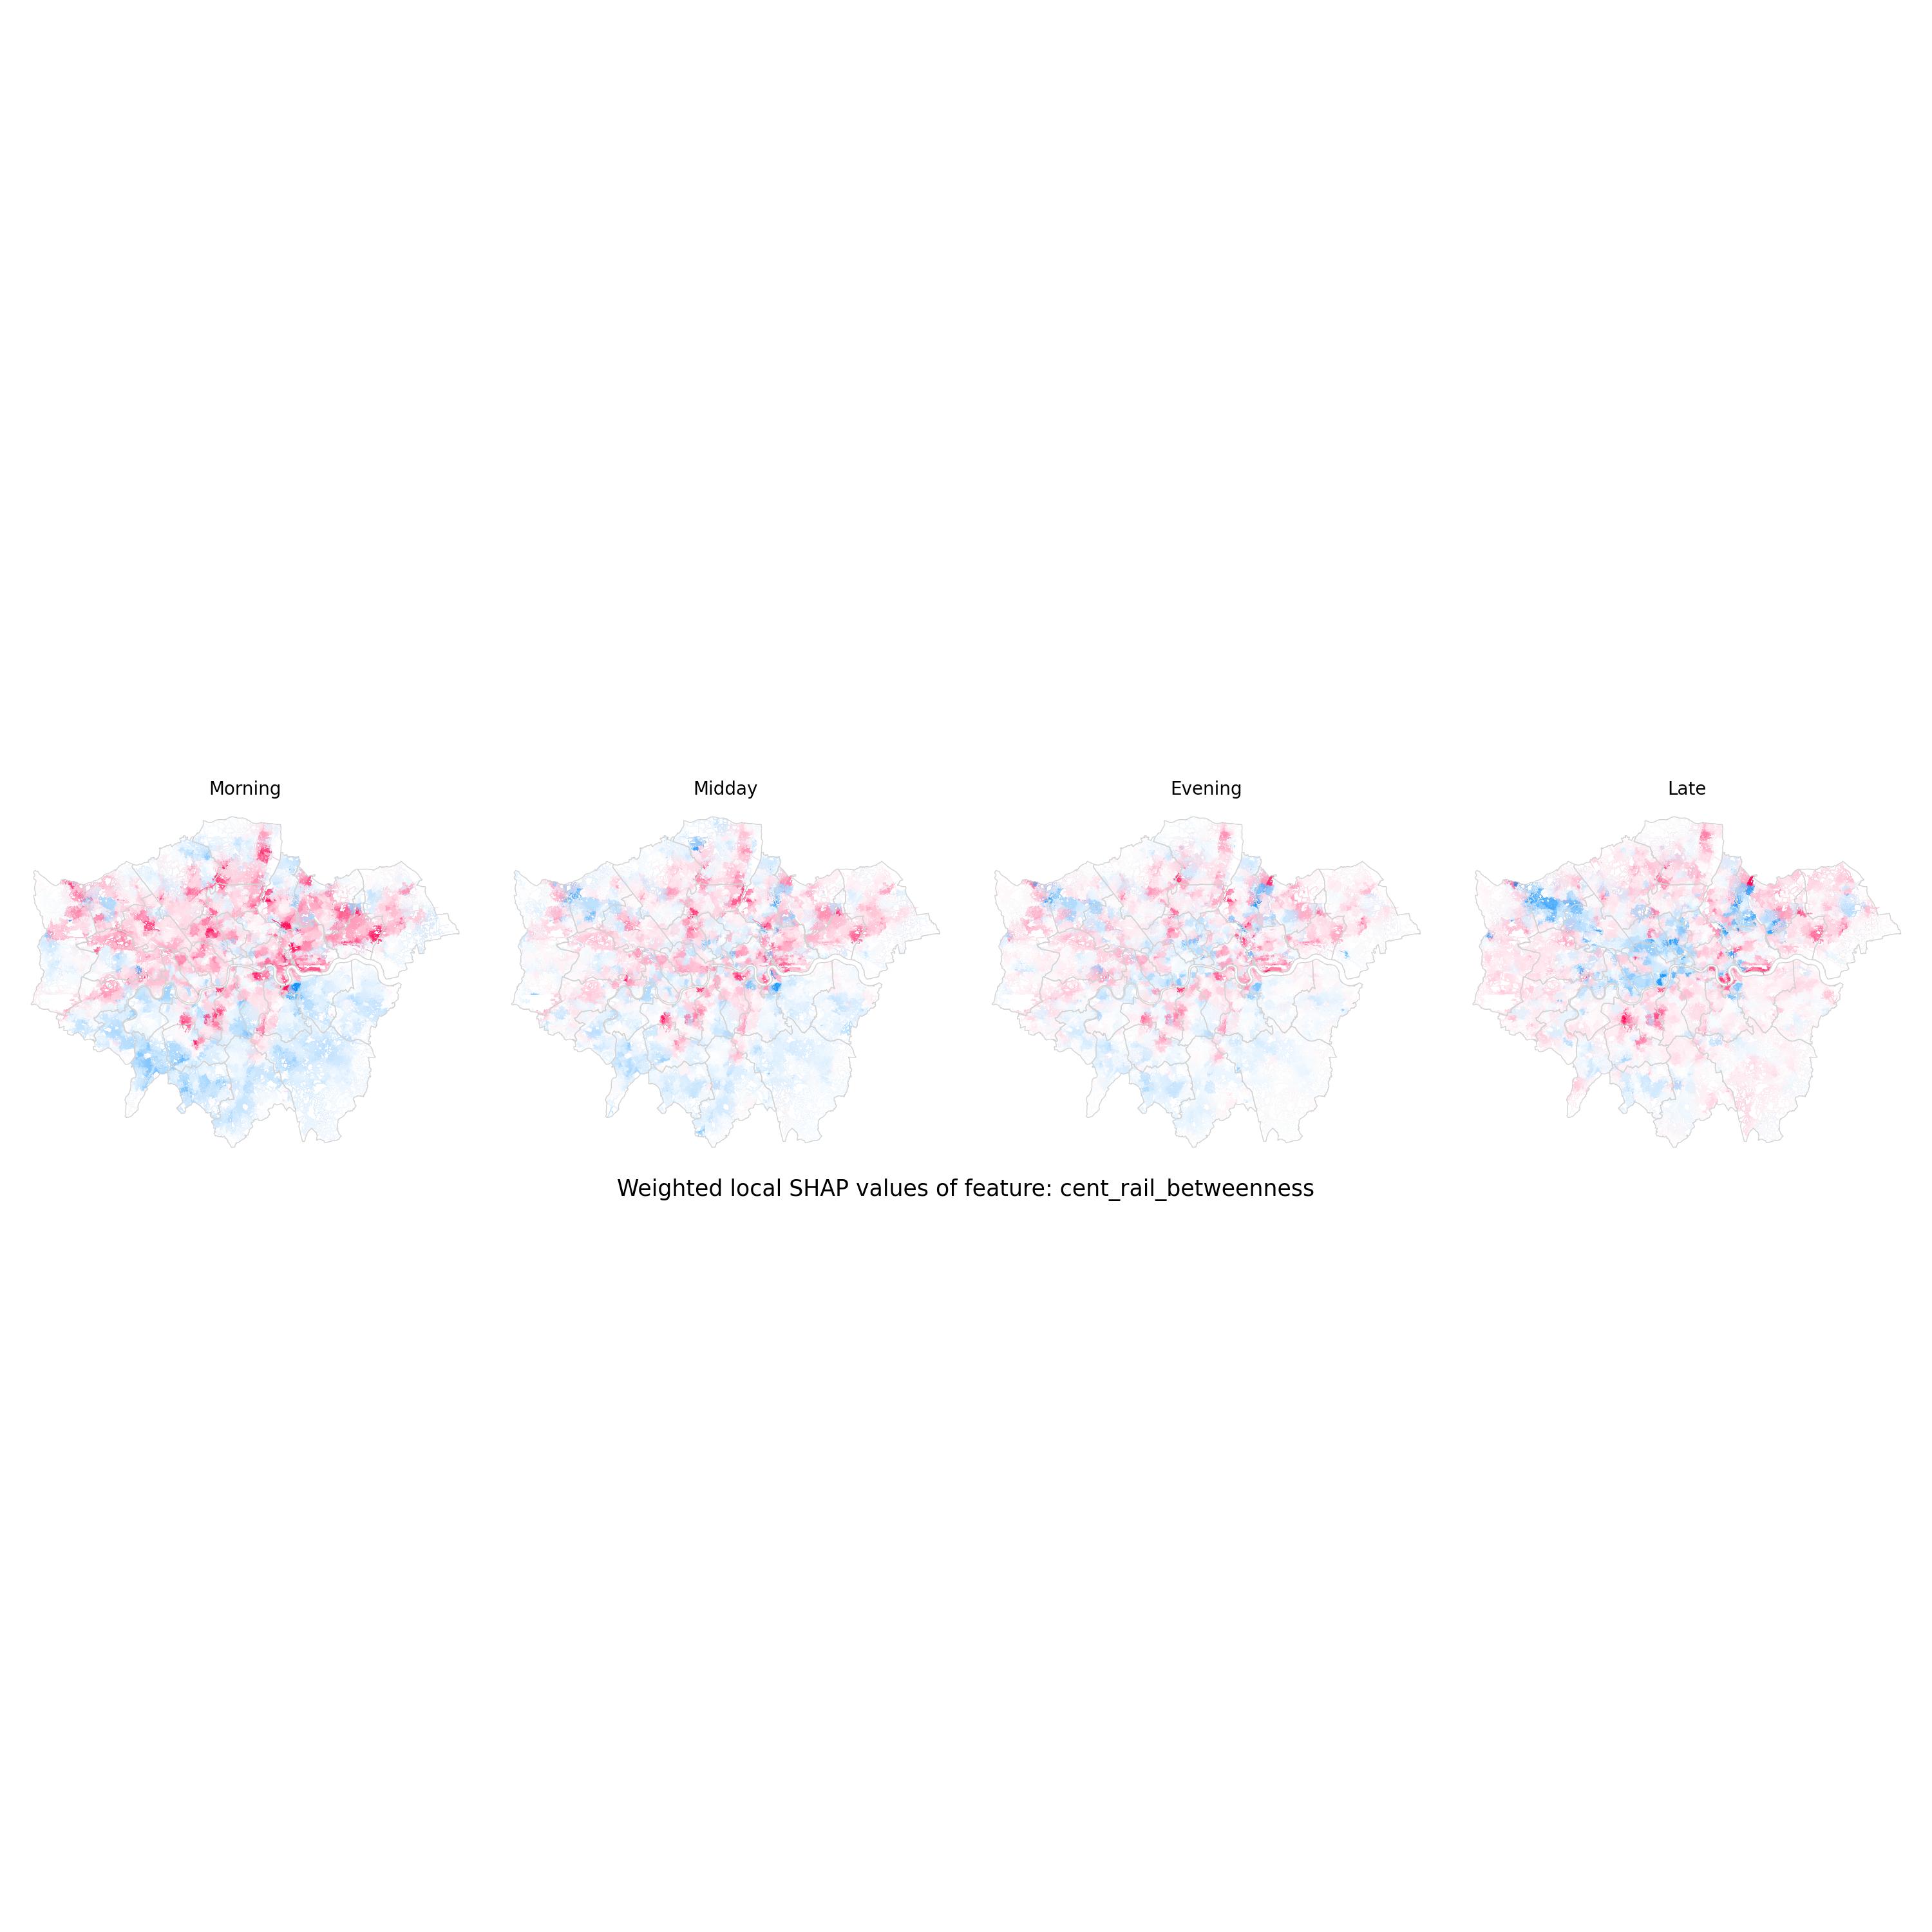 Morning
Midday
Evening
Late
Weighted local SHAP values of feature: cent_rail_betweenness